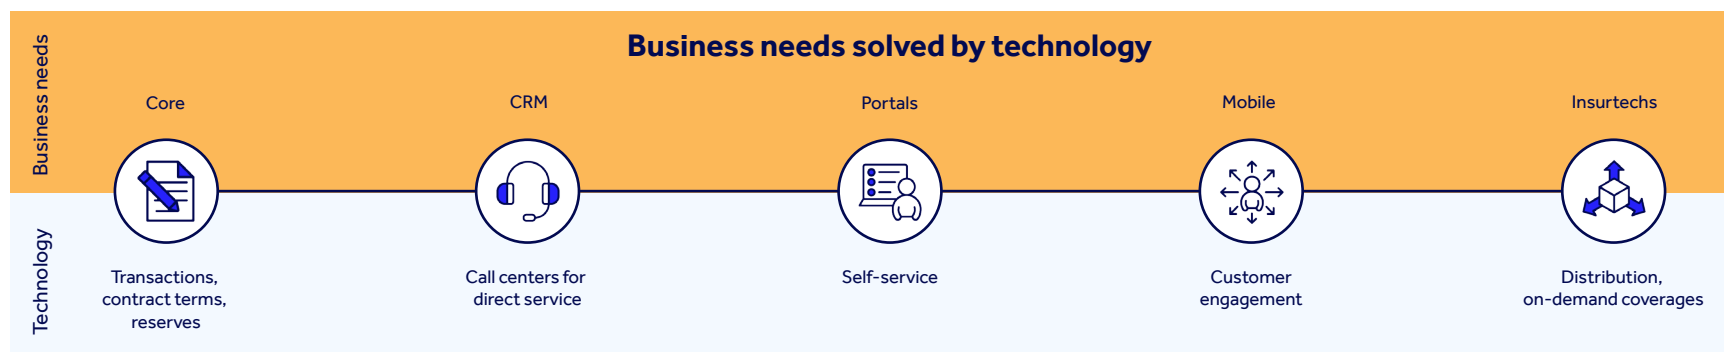 Business needs solved by technology
Business needs
Core
CRM
Portals
Mobile
Insurtechs
Technology
Transactions,
contract terms,
reserves
Call centers for
direct service
Self-service
Customer
engagement
Distribution,
on-demand coverages